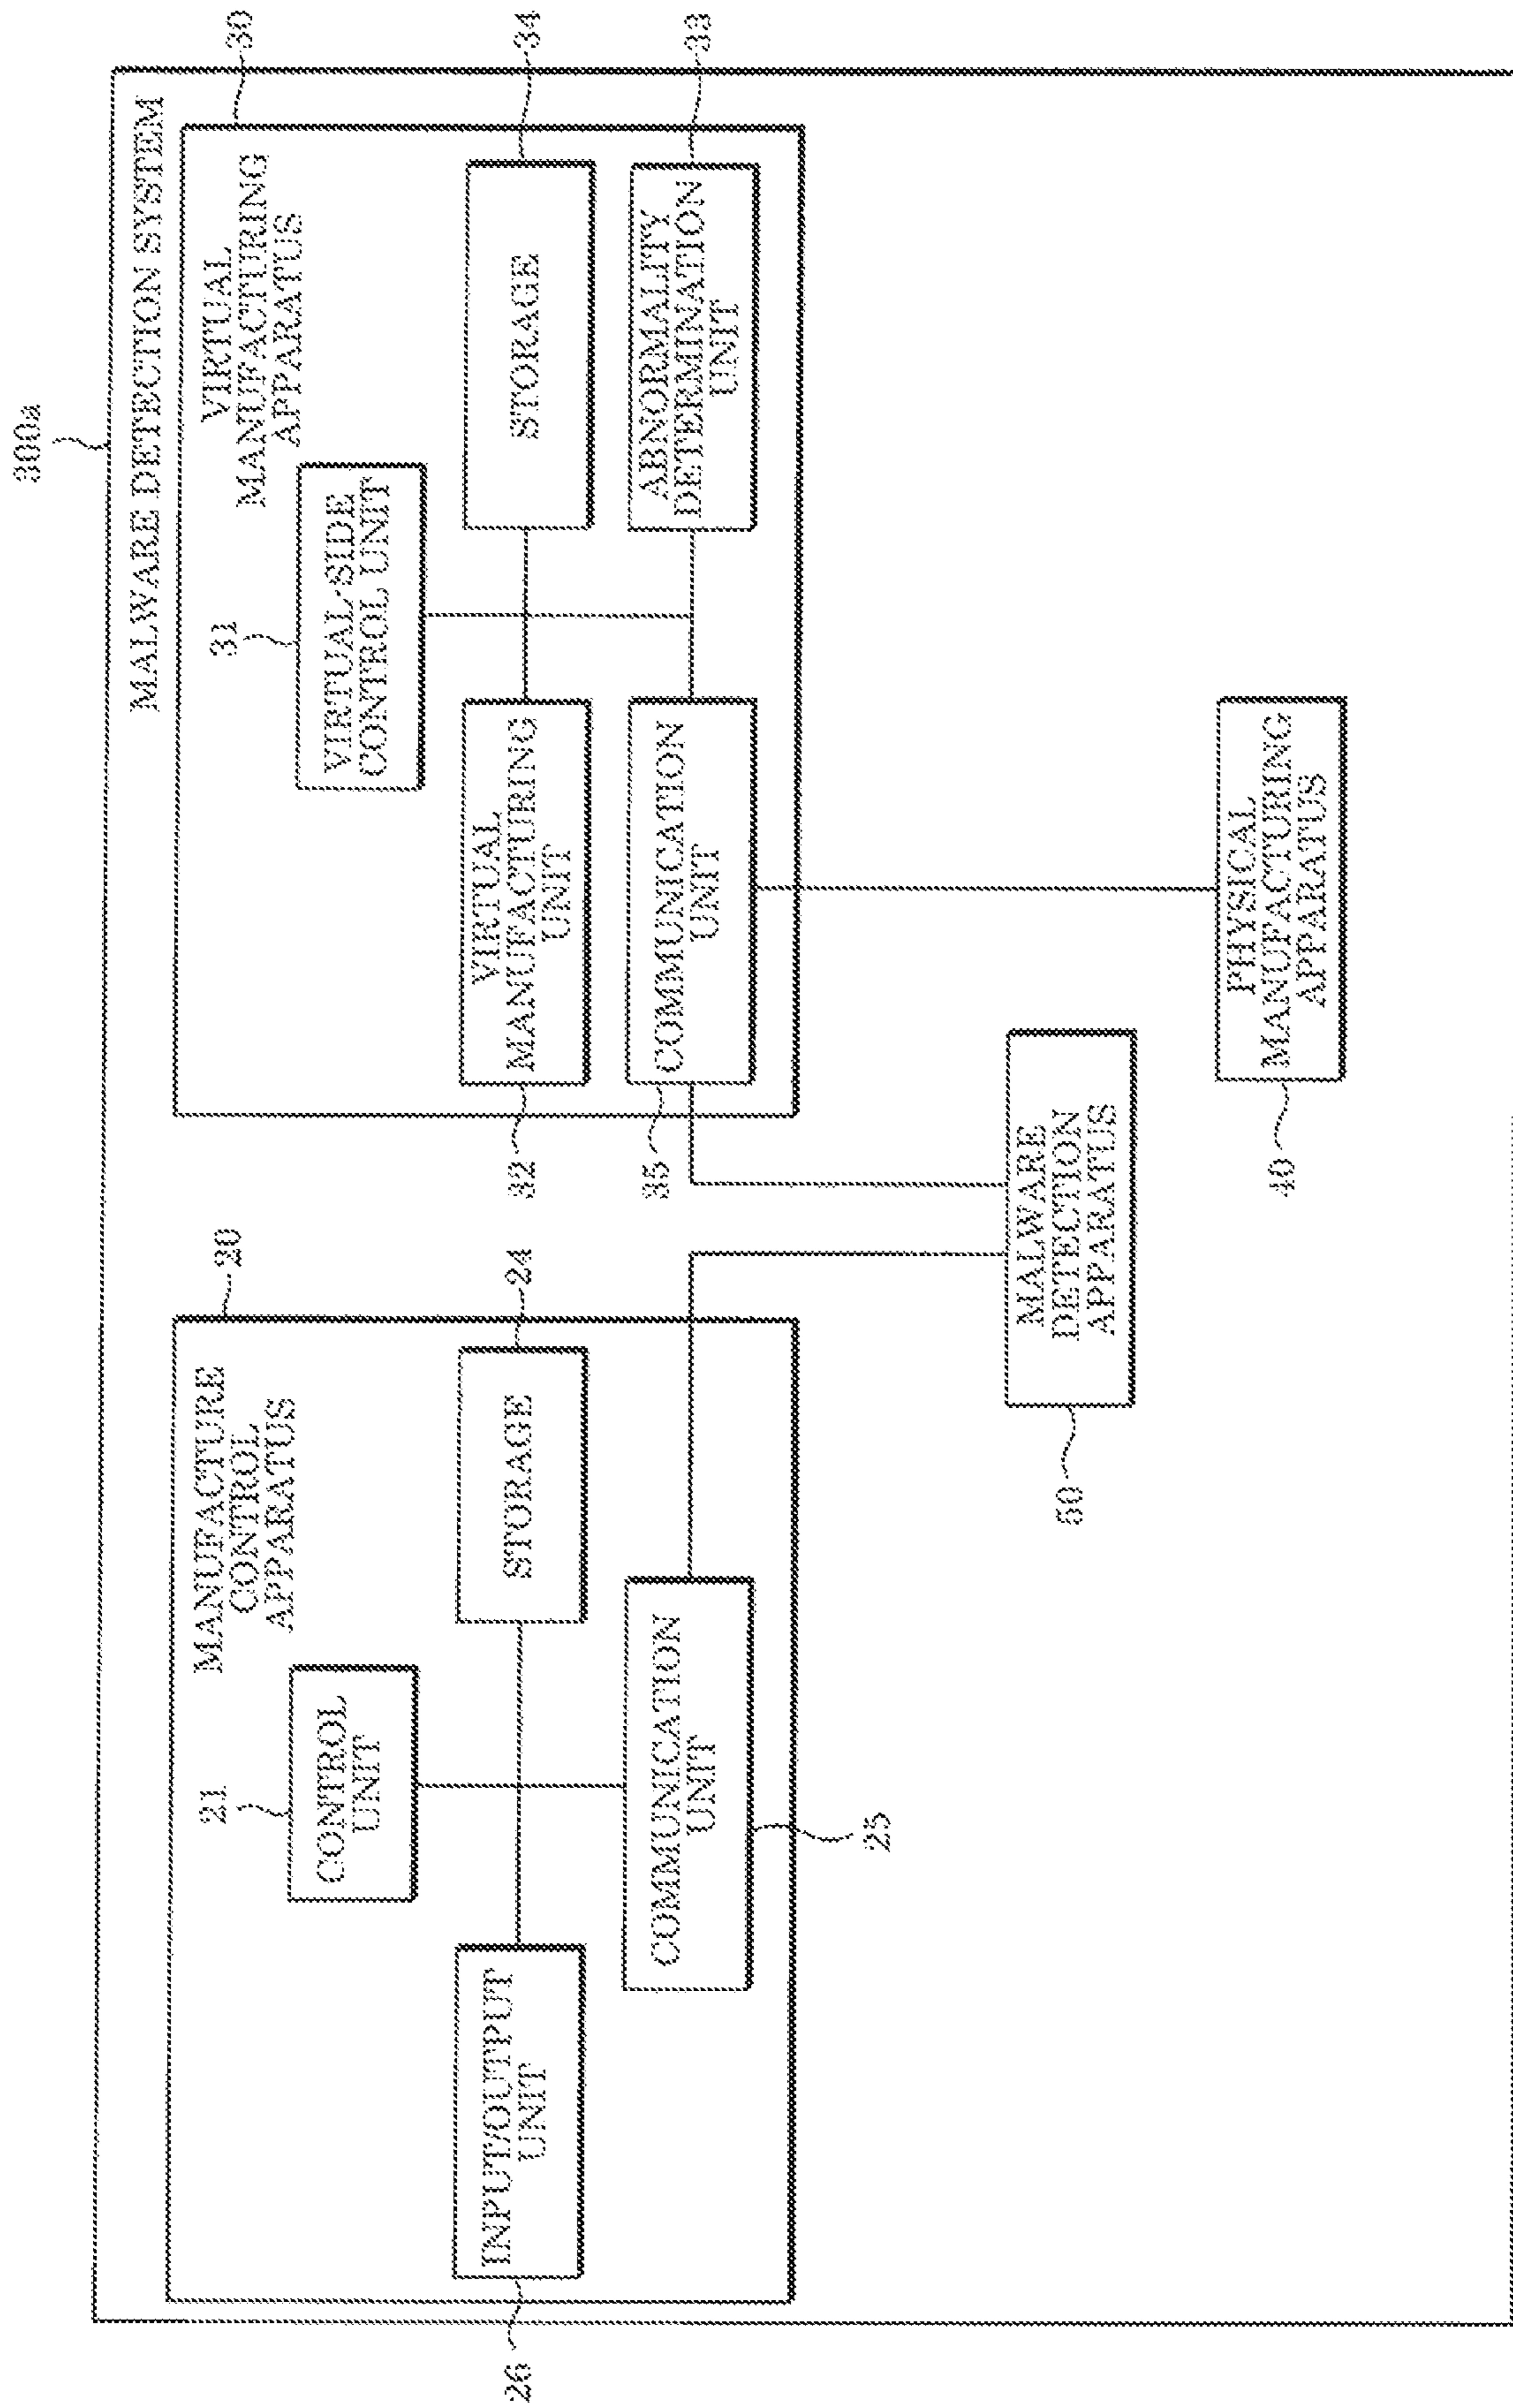 300a
MALWARE DETECTION SYSTEM
20
MANUFACTURE
CONTROL
APPARATUS
21
CONTROL
UNIT
INPUT/OUTPUT
UNIT
26
STORAGE
24
COMMUNICATION
UNIT
25
30
VIRTUAL
MANUFACTURING
APPARATUS
31
VIRTUAL-SIDE
CONTROL UNIT
VIRTUAL
MANUFACTURING
UNIT
32
STORAGE
34
COMMUNICATION
UNIT
35
ABNORMALITY
DETERMINATION
UNIT
33
MALWARE
DETECTION
APPARATUS
50
PHYSICAL
MANUFACTURING
APPARATUS
40